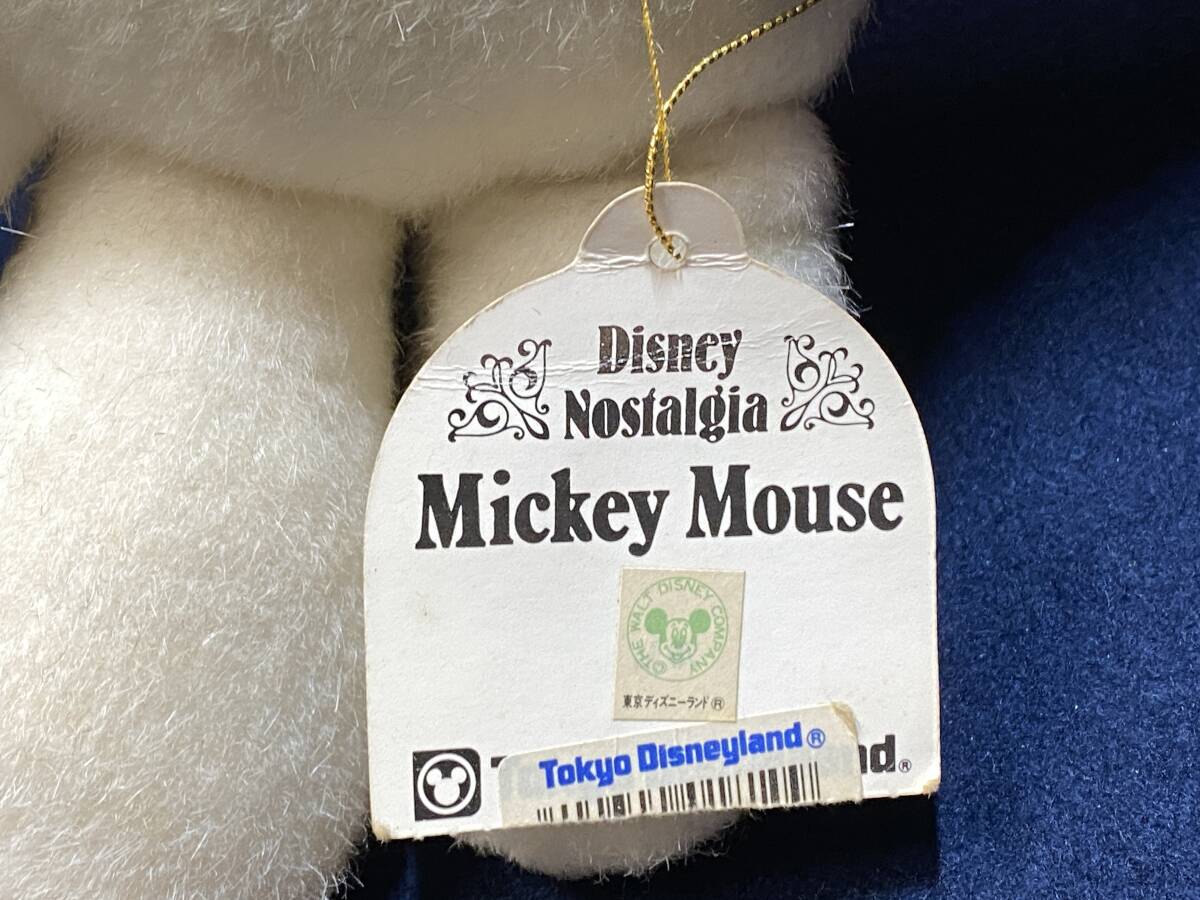 Disney
Nostalgia
Mickey Mouse
© THE WALT DISNEY COMPANY
東京ディズニーランド®
Tokyo Disneyland®
nd®